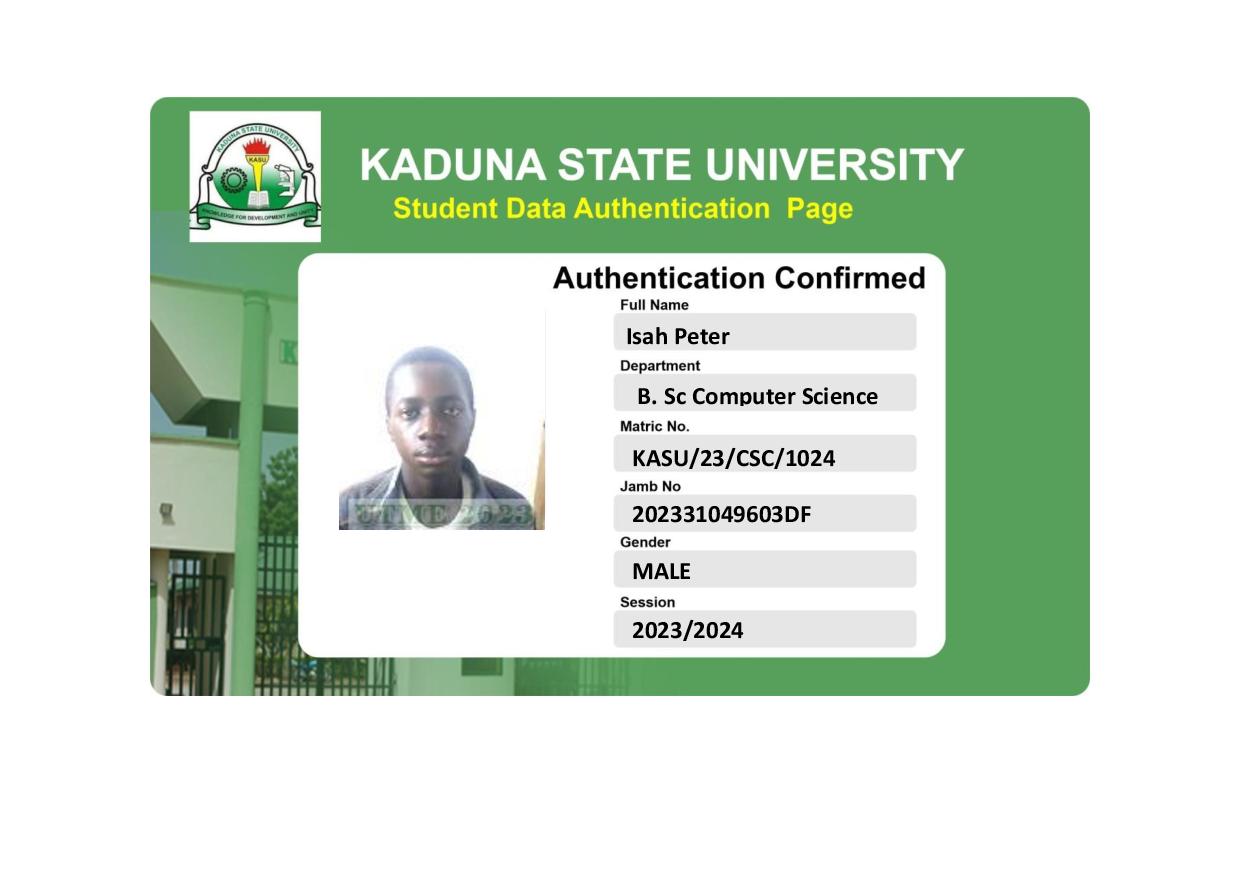 KADUNA STATE UNIVERSITY
KASU
KNOWLEDGE FOR DEVELOPMENT AND UNITY
KADUNA STATE UNIVERSITY
Student Data Authentication Page
Authentication Confirmed
Full Name
Isah Peter
Department
B. Sc Computer Science
Matric No.
KASU/23/CSC/1024
Jamb No
202331049603DF
Gender
MALE
Session
2023/2024
UTME 2023
K